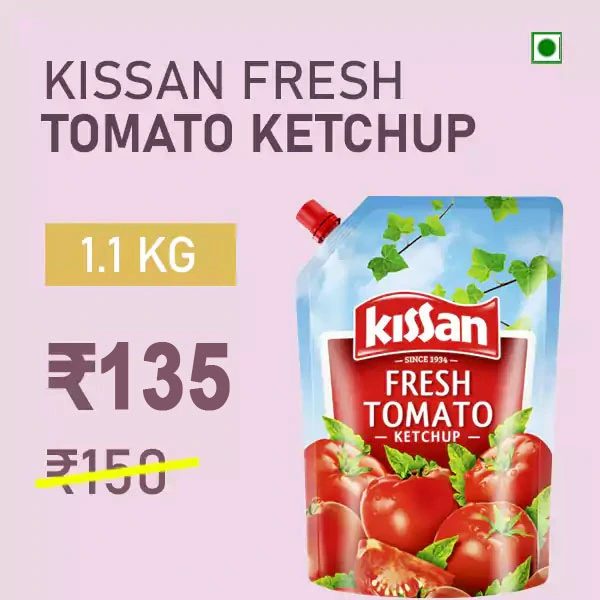 KISSAN FRESH
TOMATO KETCHUP
1.1 KG
₹135
₹150
Kissan
SINCE 1934
FRESH
TOMATO
KETCHUP